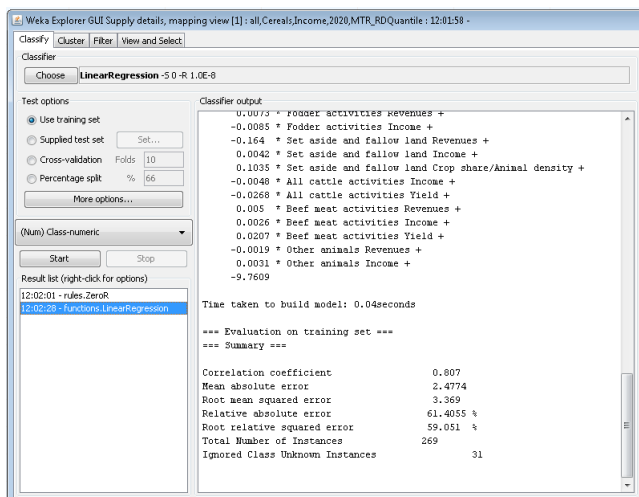 Weka Explorer GUI Supply details, mapping view [1] : all,Cereals,Income,2020,MTR_RDQuantile : 12:01:58 -
Classify Cluster Filter View and Select
Classifier
Choose LinearRegression -S 0 -R 1.0E-8
Test options
Use training set
Supplied test set Set...
Cross-validation Folds 10
Percentage split % 66
More options...
(Num) Class-numeric
Start Stop
Result list (right-click for options)
12:02:01 - rules.ZeroR
12:02:28 - functions.LinearRegression
Classifier output
0.0073 * Fodder activities Revenues +
-0.0085 * Fodder activities Income +
-0.164 * Set aside and fallow land Revenues +
0.0042 * Set aside and fallow land Income +
0.1035 * Set aside and fallow land Crop share/Animal density +
-0.0048 * All cattle activities Income +
-0.0268 * All cattle activities Yield +
0.005 * Beef meat activities Revenues +
0.0026 * Beef meat activities Income +
0.0207 * Beef meat activities Yield +
-0.0019 * Other animals Revenues +
0.0031 * Other animals Income +
-9.7609
Time taken to build model: 0.04seconds
=== Evaluation on training set ===
=== Summary ===
Correlation coefficient 0.807
Mean absolute error 2.4774
Root mean squared error 3.369
Relative absolute error 61.4055 %
Root relative squared error 59.051 %
Total Number of Instances 269
Ignored Class Unknown Instances 31